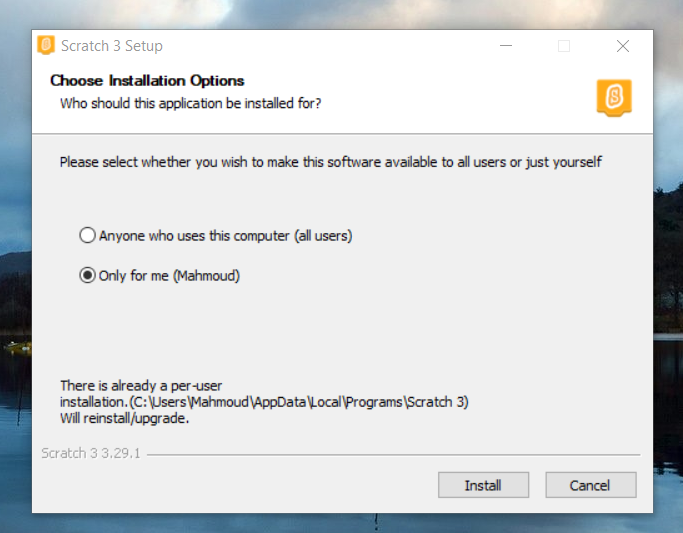 Scratch 3 Setup
Choose Installation Options
Who should this application be installed for?
Please select whether you wish to make this software available to all users or just yourself
Anyone who uses this computer (all users)
Only for me (Mahmoud)
There is already a per-user
installation.(C:\Users\Mahmoud\AppData\Local\Programs\Scratch 3)
Will reinstall/upgrade.
Scratch 3 3.29.1
Install
Cancel